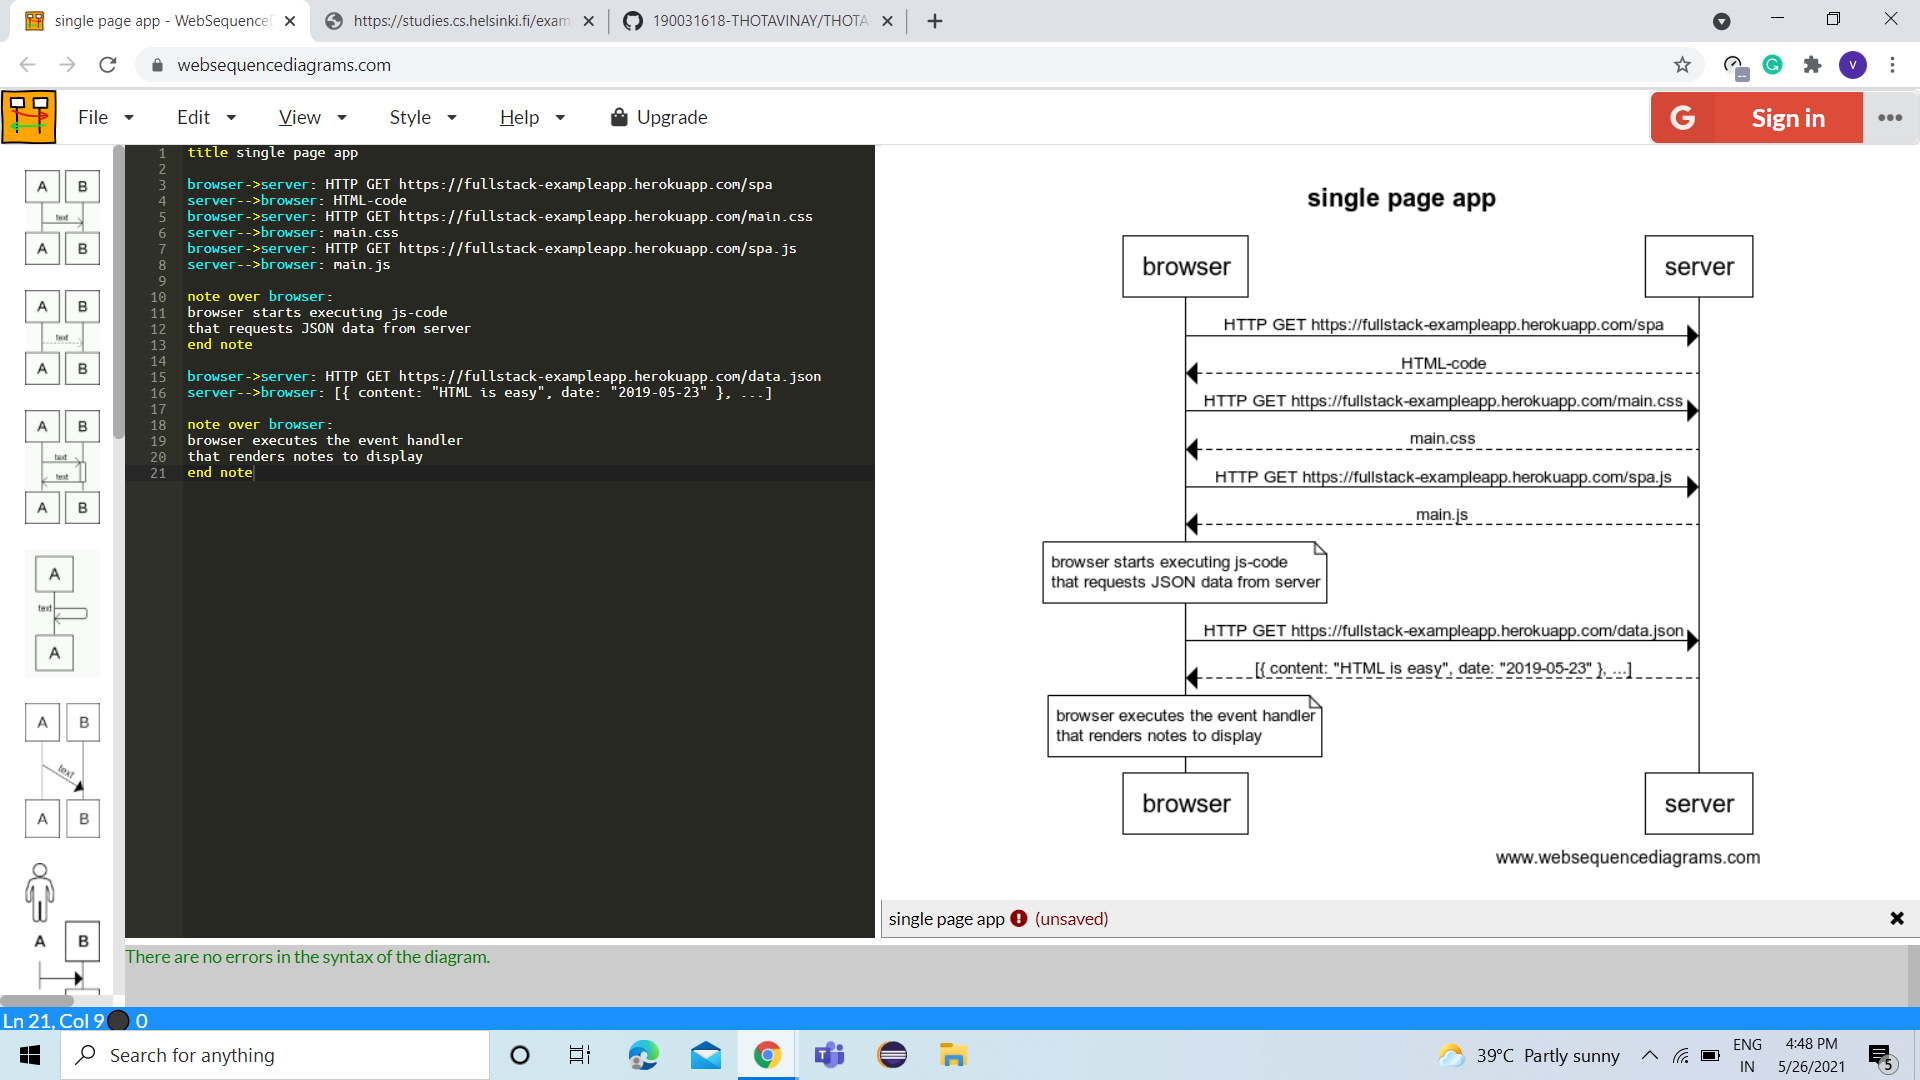 single page app - WebSequenceD
https://studies.cs.helsinki.fi/exam
190031618-THOTAVINAY/THOTA
websequencediagrams.com
V
File
Edit
View
Style
Help
Upgrade
G
Sign in
A B
text
A B
A B
text
A B
A B
text
text
A B
A
text
A
A B
text
A B
A B
1 title single page app
2
3 browser->server: HTTP GET https://fullstack-exampleapp.herokuapp.com/spa
4 server-->browser: HTML-code
5 browser->server: HTTP GET https://fullstack-exampleapp.herokuapp.com/main.css
6 server-->browser: main.css
7 browser->server: HTTP GET https://fullstack-exampleapp.herokuapp.com/spa.js
8 server-->browser: main.js
9
10 note over browser:
11 browser starts executing js-code
12 that requests JSON data from server
13 end note
14
15 browser->server: HTTP GET https://fullstack-exampleapp.herokuapp.com/data.json
16 server-->browser: [{ content: "HTML is easy", date: "2019-05-23" }, ...]
17
18 note over browser:
19 browser executes the event handler
20 that renders notes to display
21 end note
single page app
browser server
HTTP GET https://fullstack-exampleapp.herokuapp.com/spa
HTML-code
HTTP GET https://fullstack-exampleapp.herokuapp.com/main.css
main.css
HTTP GET https://fullstack-exampleapp.herokuapp.com/spa.js
main.js
browser starts executing js-code
that requests JSON data from server
HTTP GET https://fullstack-exampleapp.herokuapp.com/data.json
[{ content: "HTML is easy", date: "2019-05-23" }, ...]
browser executes the event handler
that renders notes to display
browser server
www.websequencediagrams.com
single page app (unsaved)
There are no errors in the syntax of the diagram.
Ln 21, Col 9 0
Search for anything
39°C Partly sunny
ENG
IN
4:48 PM
5/26/2021
5